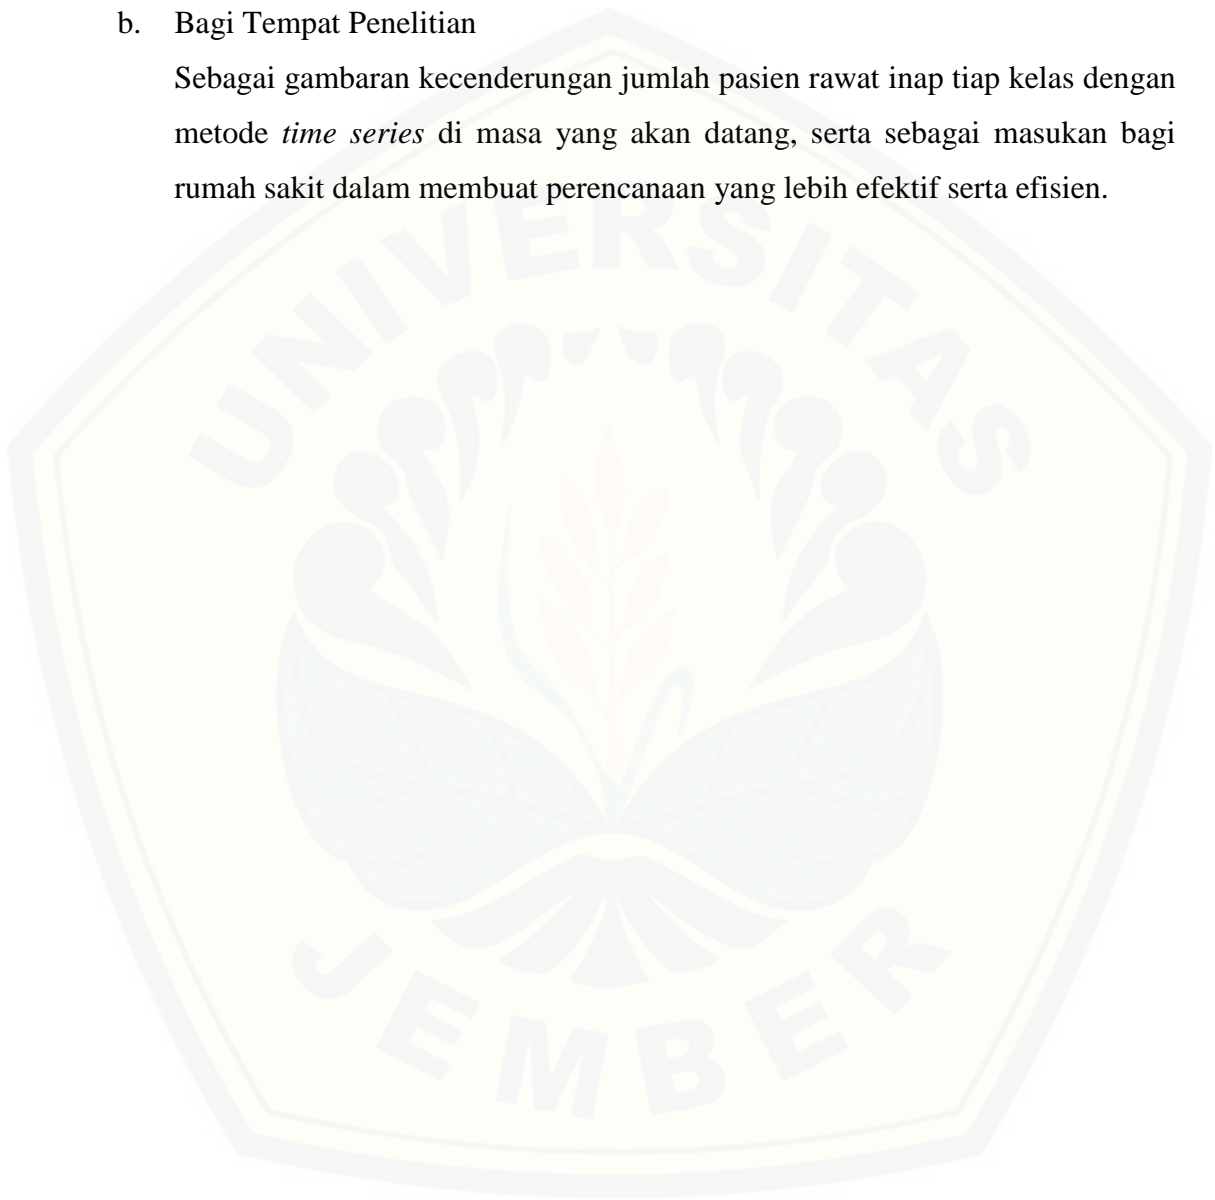 b. Bagi Tempat Penelitian
Sebagai gambaran kecenderungan jumlah pasien rawat inap tiap kelas dengan
metode time series di masa yang akan datang, serta sebagai masukan bagi
rumah sakit dalam membuat perencanaan yang lebih efektif serta efisien.
UNIVERSITAS
JEMBER